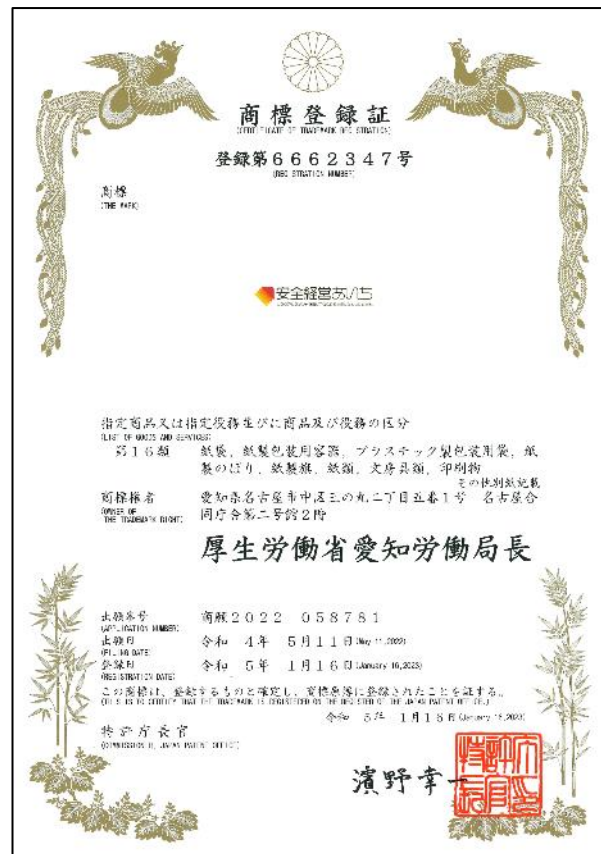 商標登録証
(CERTIFICATE OF TRADEMARK REGISTRATION)
登録第6662347号
(REGISTRATION NUMBER)
商標
(THE MARK)
安全経営あいち
指定商品又は指定役務並びに商品及び役務の区分
(LIST OF GOODS AND SERVICES)
第16類 紙袋，紙製包装用容器，プラスチック製包装用袋，紙
製のぼり，紙製旗，紙類，文房具類，印刷物
その他別紙記載
商標権者 愛知県名古屋市中区三の丸二丁目五番1号 名古屋合
(OWNER OF THE TRADEMARK RIGHT) 同庁舎第二号館2階
厚生労働省愛知労働局長
出願番号 商願2022-058781
(APPLICATION NUMBER)
出願日 令和 4年 5月11日(May 11,2022)
(FILING DATE)
登録日 令和 5年 1月16日(January 16,2023)
(REGISTRATION DATE)
この商標は、登録するものと確定し、商標原簿に登録されたことを証する。
(THIS IS TO CERTIFY THAT THE TRADEMARK IS REGISTERED ON THE REGISTER OF THE JAPAN PATENT OFFICE.)
令和 5年 1月16日(January 16,2023)
特許庁長官
(COMMISSIONER, JAPAN PATENT OFFICE)
濱野幸一
特許庁長官之印